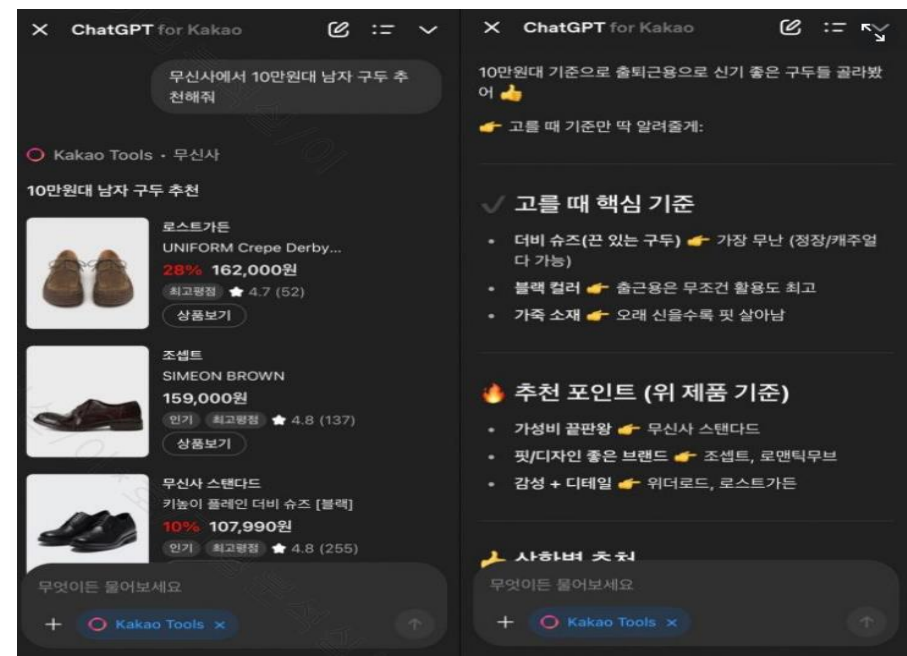 ChatGPT for Kakao
무신사에서 10만원대 남자 구두 추
천해줘
Kakao Tools · 무신사
10만원대 남자 구두 추천
로스트가든
UNIFORM Crepe Derby...
28% 162,000원
최고평점 ★ 4.7 (52)
상품보기
조셉트
SIMEON BROWN
159,000원
인기 최고평점 ★ 4.8 (137)
상품보기
무신사 스탠다드
키높이 플레인 더비 슈즈 [블랙]
10% 107,990원
인기 최고평점 ★ 4.8 (255)
무엇이든 물어보세요
Kakao Tools ×
ChatGPT for Kakao
10만원대 기준으로 출퇴근용으로 신기 좋은 구두들 골라봤
어 👍
👉 고를 때 기준만 딱 알려줄게:
✔ 고를 때 핵심 기준
• 더비 슈즈(끈 있는 구두) 👉 가장 무난 (정장/캐주얼
다 가능)
• 블랙 컬러 👉 출근용은 무조건 활용도 최고
• 가죽 소재 👉 오래 신을수록 핏 살아남
🔥 추천 포인트 (위 제품 기준)
• 가성비 끝판왕 👉 무신사 스탠다드
• 핏/디자인 좋은 브랜드 👉 조셉트, 로맨틱무브
• 감성 + 디테일 👉 위더로드, 로스트가든
무엇이든 물어보세요
Kakao Tools ×